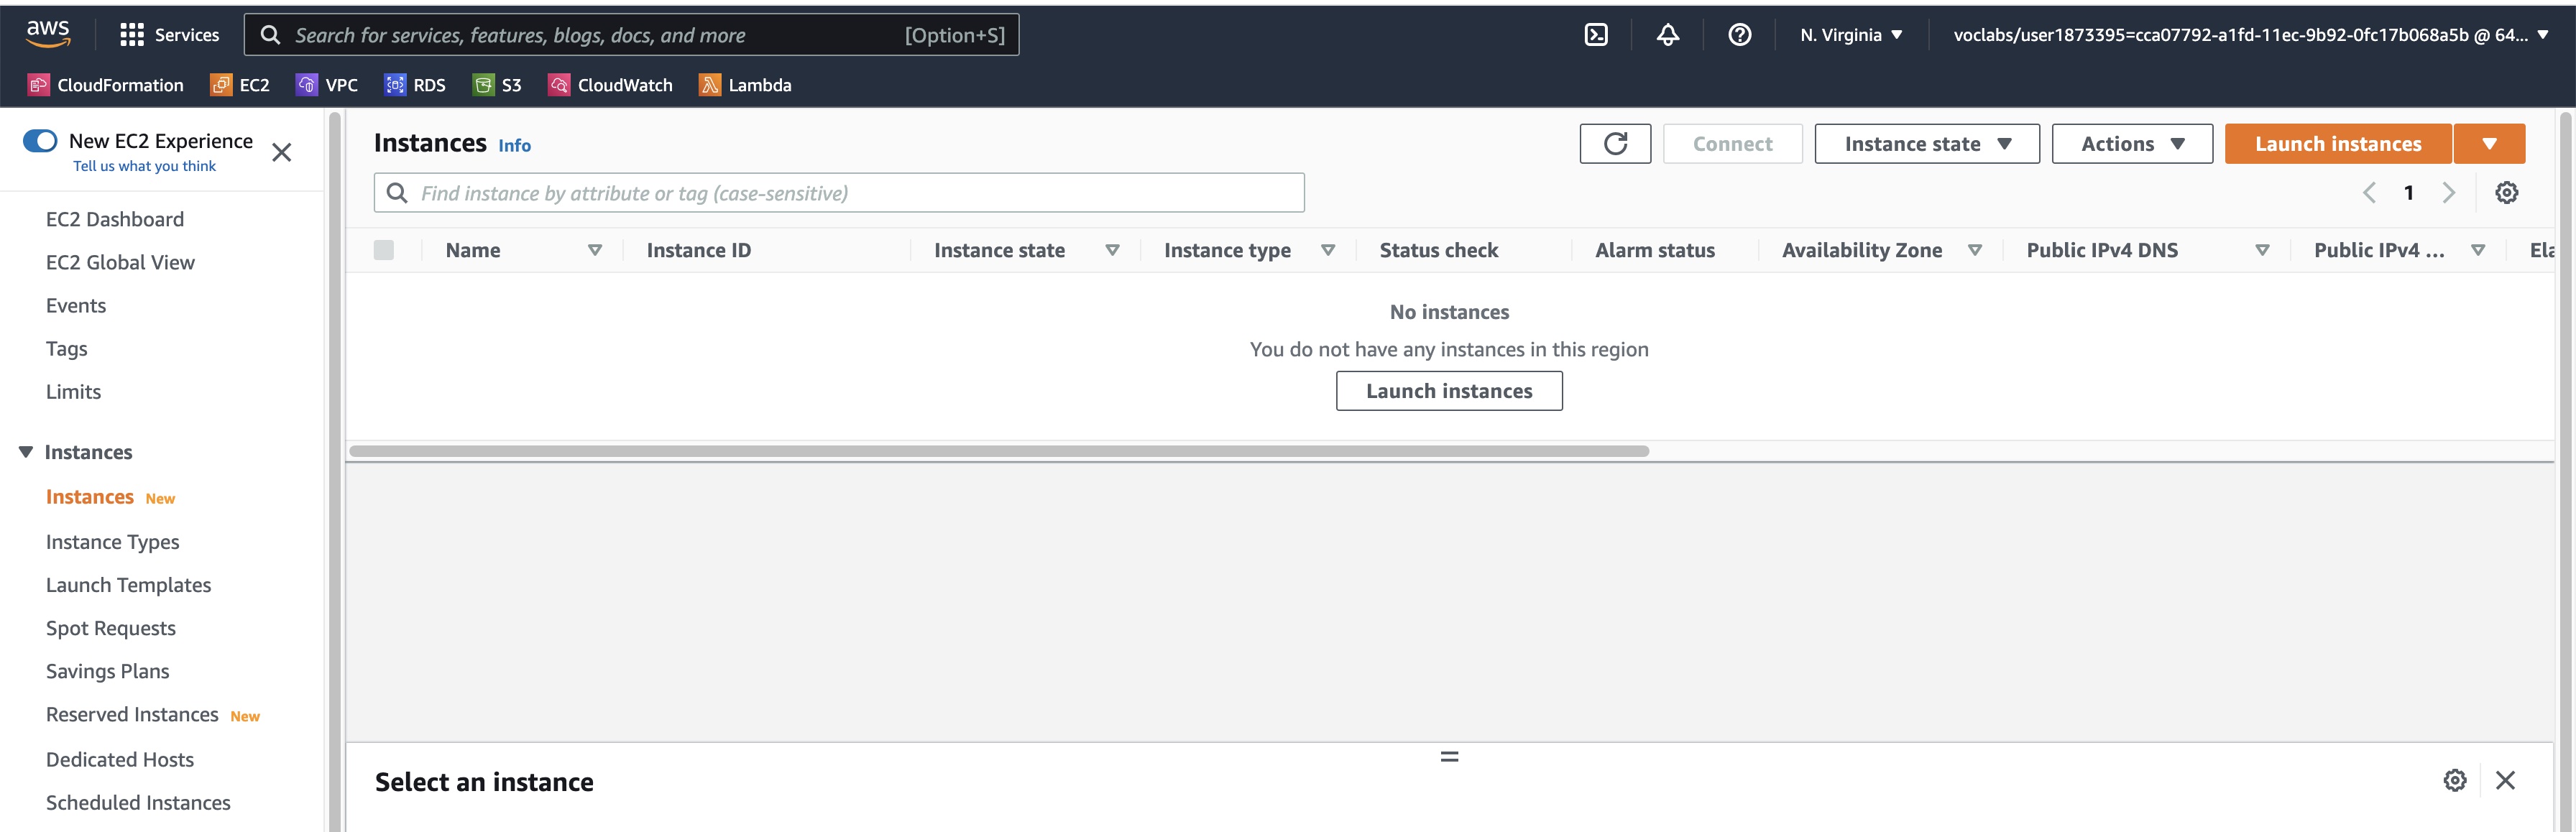 aws
Services
Search for services, features, blogs, docs, and more
[Option+S]
N. Virginia
voclabs/user1873395=cca07792-a1fd-11ec-9b92-0fc17b068a5b @ 64...
CloudFormation
EC2
VPC
RDS
S3
CloudWatch
Lambda
New EC2 Experience
Tell us what you think
EC2 Dashboard
EC2 Global View
Events
Tags
Limits
Instances
Instances New
Instance Types
Launch Templates
Spot Requests
Savings Plans
Reserved Instances New
Dedicated Hosts
Scheduled Instances
Instances Info
Connect
Instance state
Actions
Launch instances
Find instance by attribute or tag (case-sensitive)
1
Name
Instance ID
Instance state
Instance type
Status check
Alarm status
Availability Zone
Public IPv4 DNS
Public IPv4 ...
Ela
No instances
You do not have any instances in this region
Launch instances
Select an instance